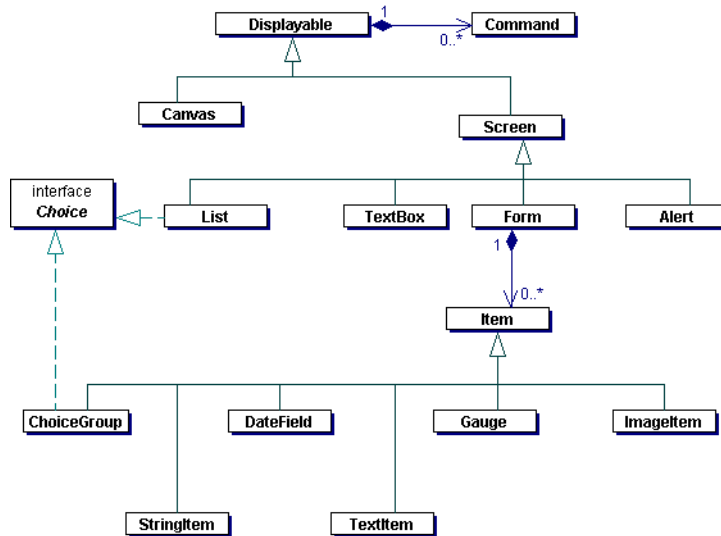 Displayable
1
0..*
Command
Canvas
Screen
interface
Choice
List
TextBox
Form
Alert
1
0..*
Item
ChoiceGroup
DateField
Gauge
ImageItem
StringItem
TextItem